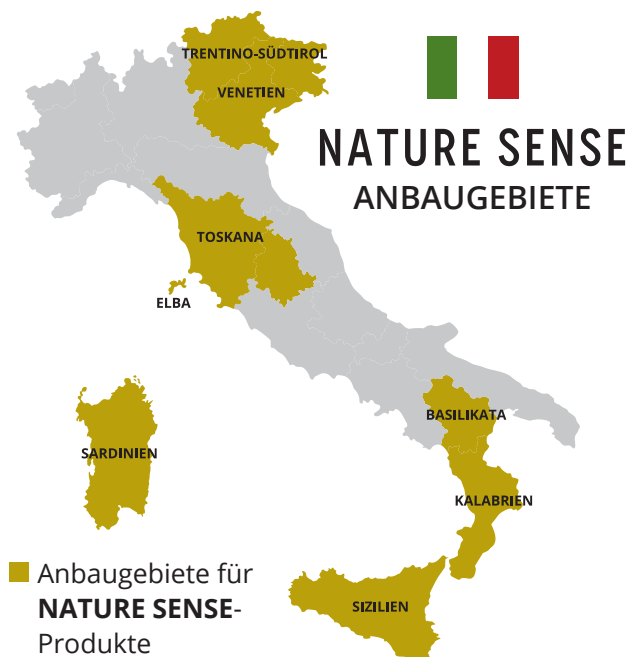 TRENTINO-SÜDTIROL
VENETIEN
NATURE SENSE
ANBAUGEBIETE
TOSKANA
ELBA
BASILIKATA
SARDINIEN
KALABRIEN
SIZILIEN
Anbaugebiete für
NATURE SENSE-
Produkte